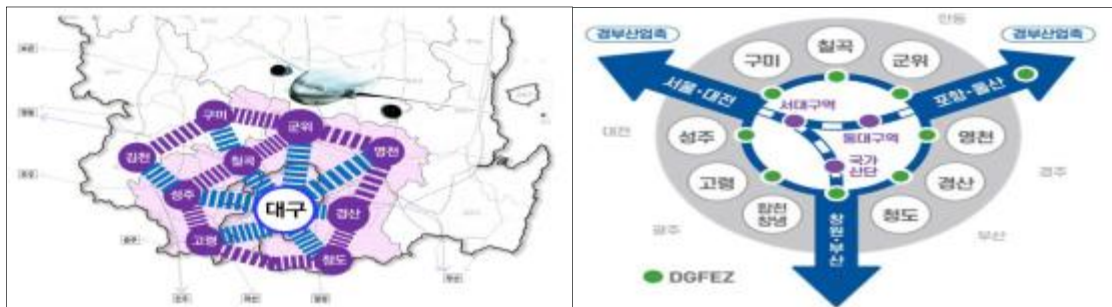 구미
군위
김천
칠곡
영천
성주
대구
경산
고령
청도
안동
경부산업축
경부산업축
칠곡
구미
군위
서울·대전
포항·울산
서대구역
동대구역
대전
성주
영천
국가
산단
경주
고령
경산
합천
창녕
청도
광주
부산
창원·부산
DGFEZ